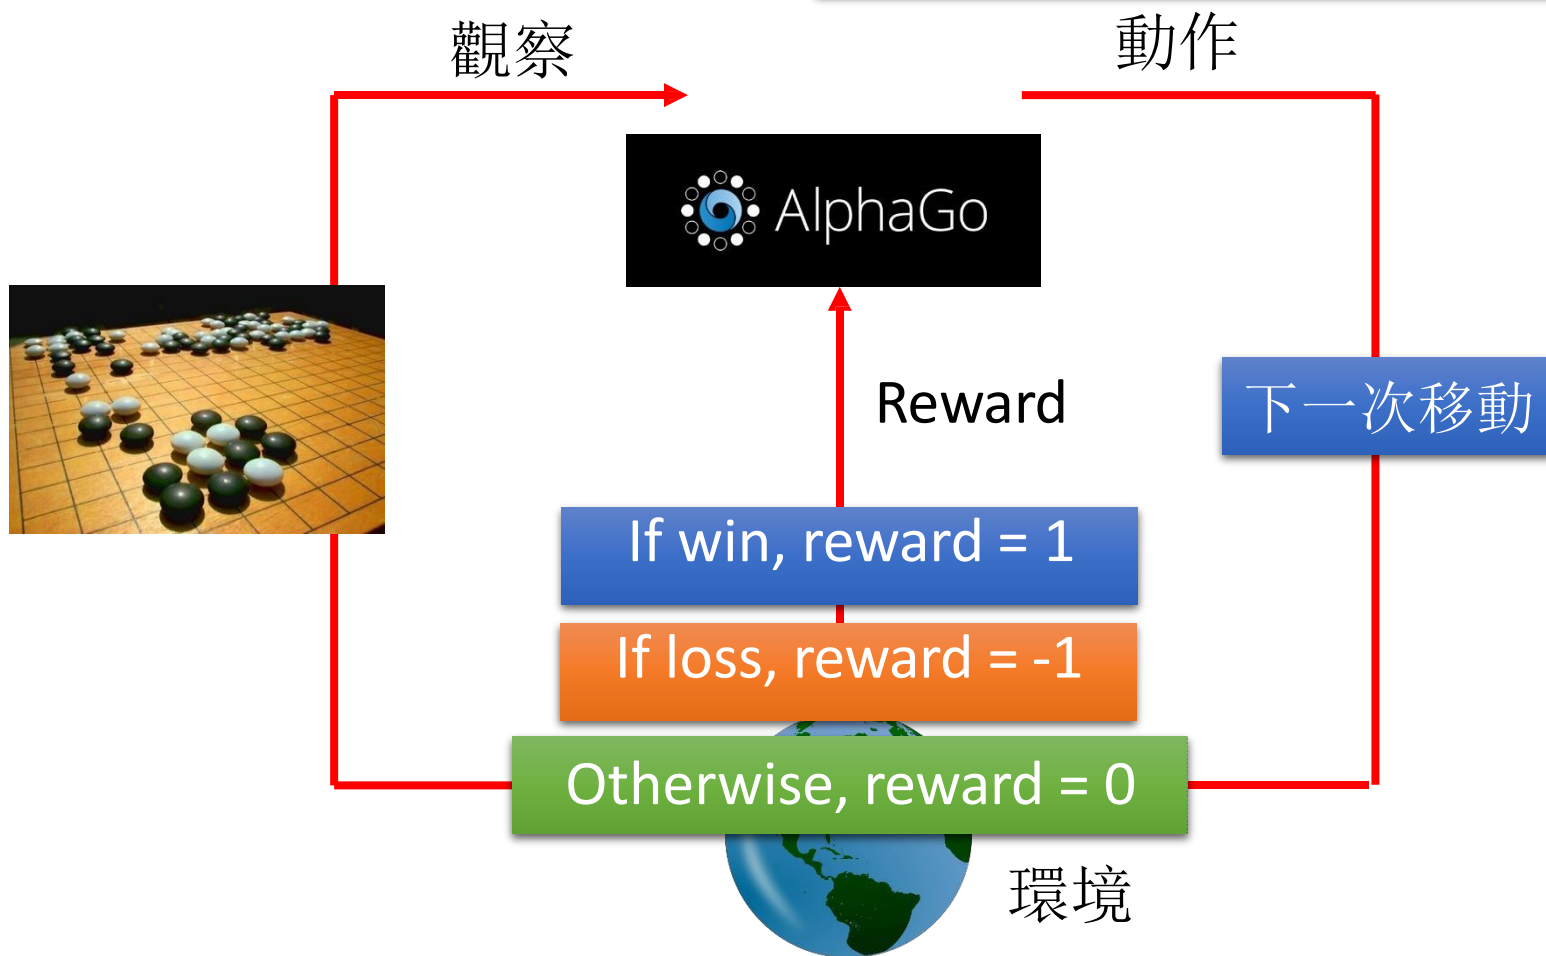 觀察
動作
AlphaGo
Reward
下一次移動
If win, reward = 1
If loss, reward = -1
Otherwise, reward = 0
環境